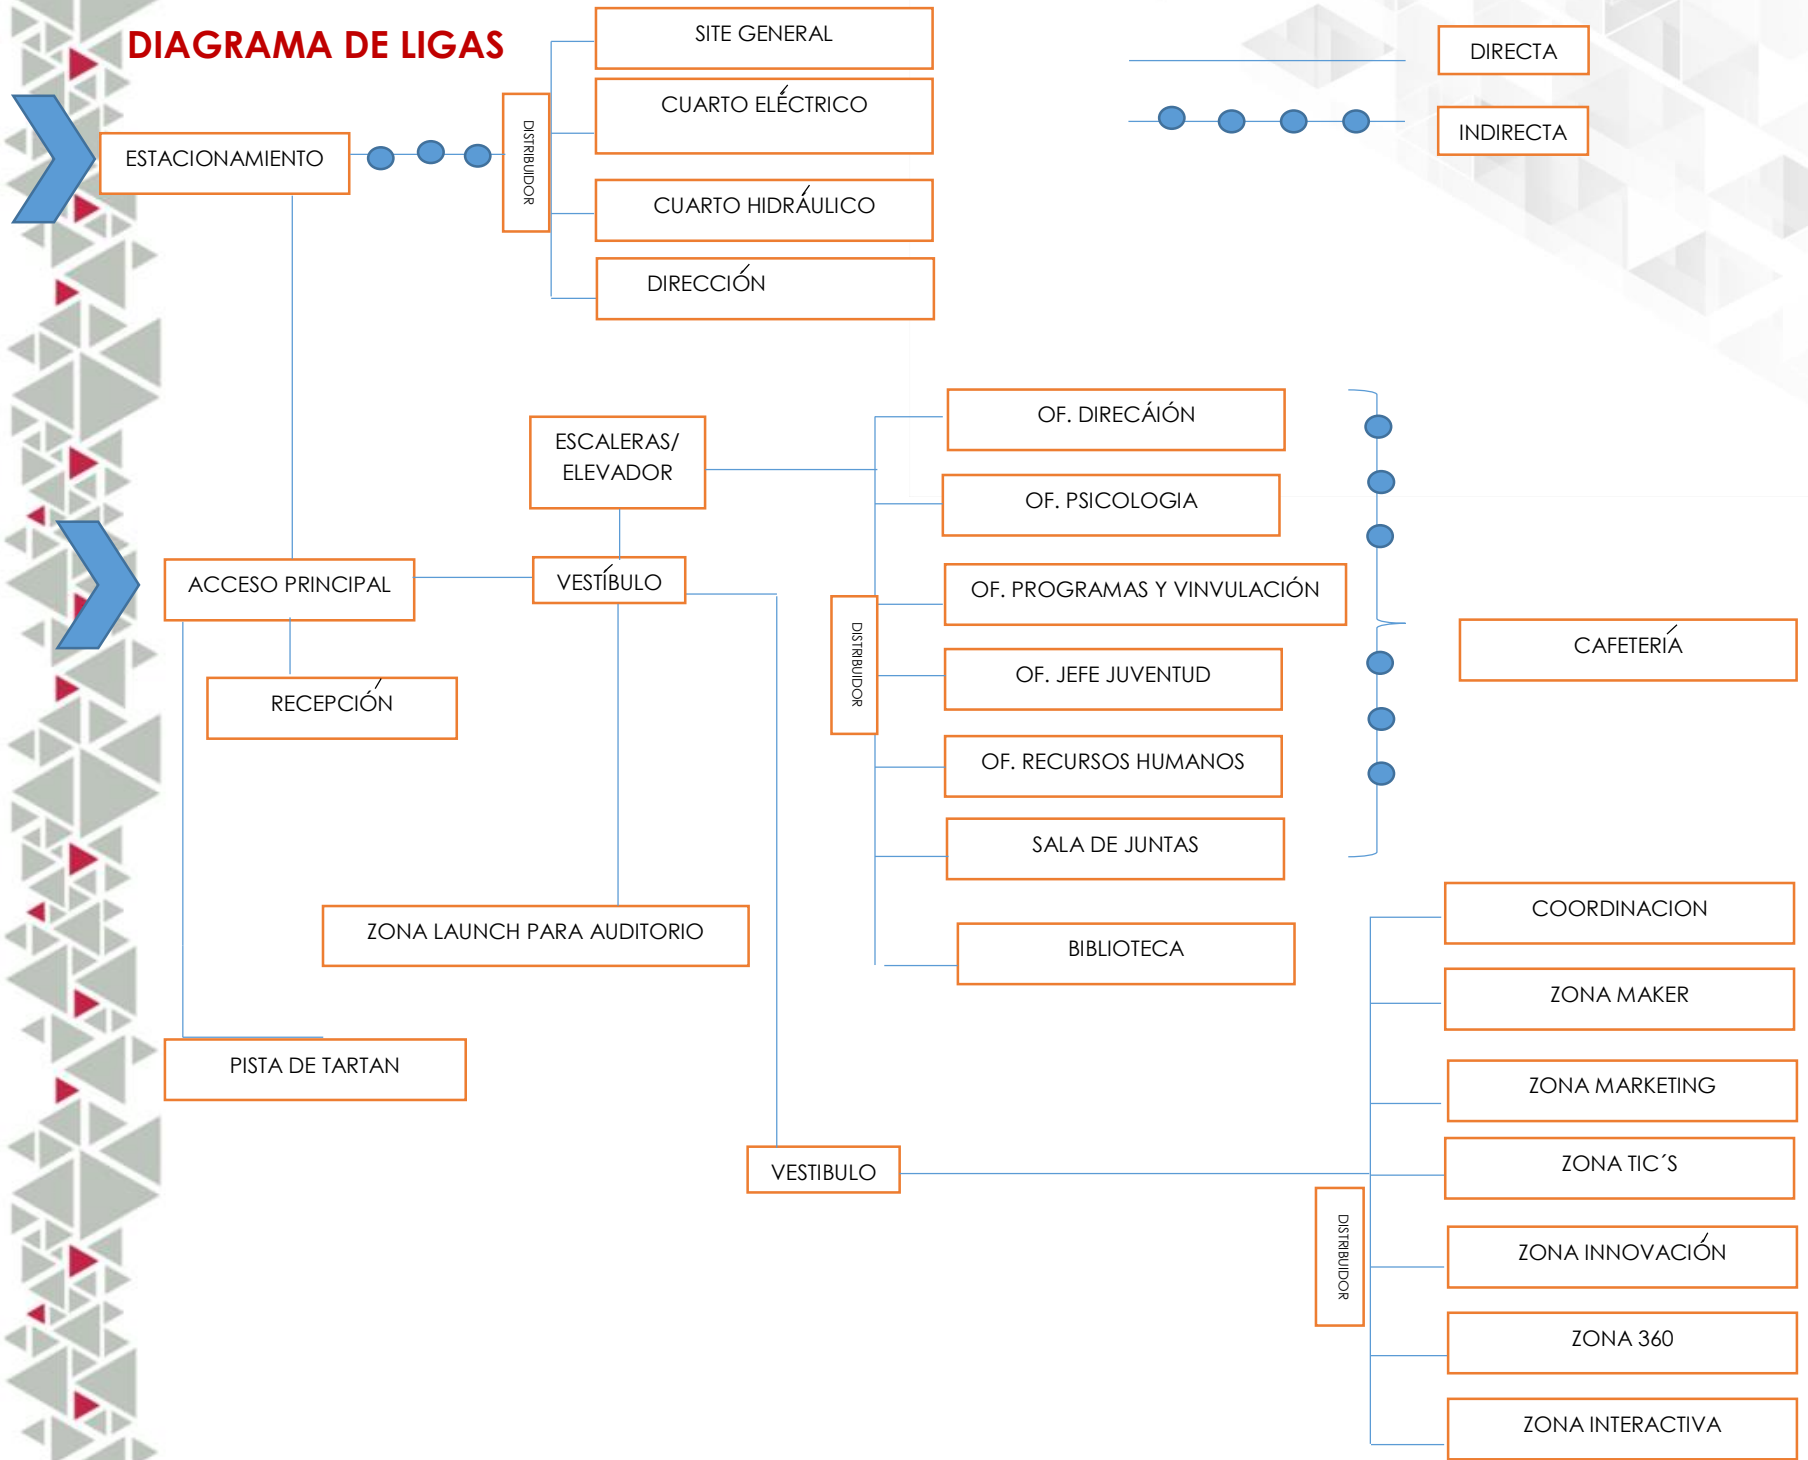 DIAGRAMA DE LIGAS
SITE GENERAL
CUARTO ELÉCTRICO
CUARTO HIDRÁULICO
DIRECCIÓN
DISTRIBUIDOR
ESTACIONAMIENTO
DIRECTA
INDIRECTA
ESCALERAS/
ELEVADOR
ACCESO PRINCIPAL
VESTÍBULO
RECEPCIÓN
OF. DIRECÁIÓN
OF. PSICOLOGIA
OF. PROGRAMAS Y VINVULACIÓN
OF. JEFE JUVENTUD
OF. RECURSOS HUMANOS
SALA DE JUNTAS
BIBLIOTECA
DISTRIBUIDOR
CAFETERÍA
ZONA LAUNCH PARA AUDITORIO
PISTA DE TARTAN
VESTIBULO
DISTRIBUIDOR
COORDINACION
ZONA MAKER
ZONA MARKETING
ZONA TIC´S
ZONA INNOVACIÓN
ZONA 360
ZONA INTERACTIVA